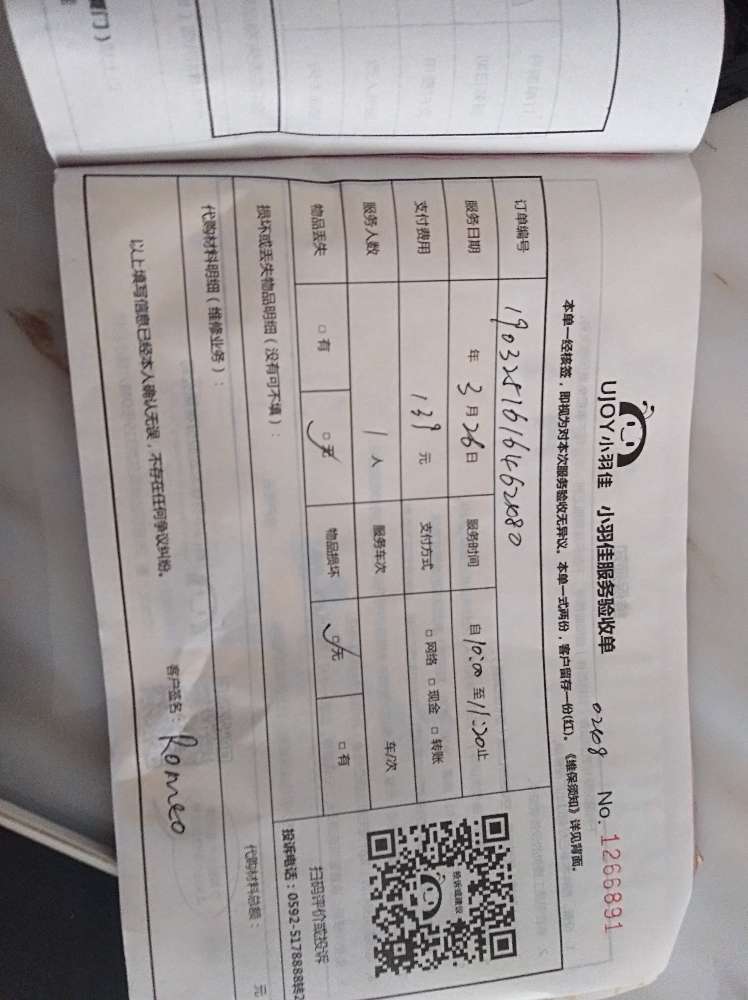 UJOY小羽佳 小羽佳服务验收单 0208 No. 1266891
本单一经核签，即视为对本次服务验收无异议。本单一式两份，客户留存一份(红)。《维保须知》详见背面。
订单编号
服务日期 年 3 月 26 日 服务时间 自 10:00 至 11:20 止
支付费用 139 元 支付方式 □ 网络 □ 现金 □ 转账
服务人数 1 人 服务车次 车/次
物品丢失 □ 有 □ 无 物品损坏 □ 无 □ 有
损坏或丢失物品明细（没有可不填）：
代购材料明细（维修业务）： 代购材料总额： 元
以上填写信息已经本人确认无误，不存在任何争议纠纷。
客户签名： Romeo
投诉或建议
扫码评价或投诉
投诉电话：0592-5178888转2